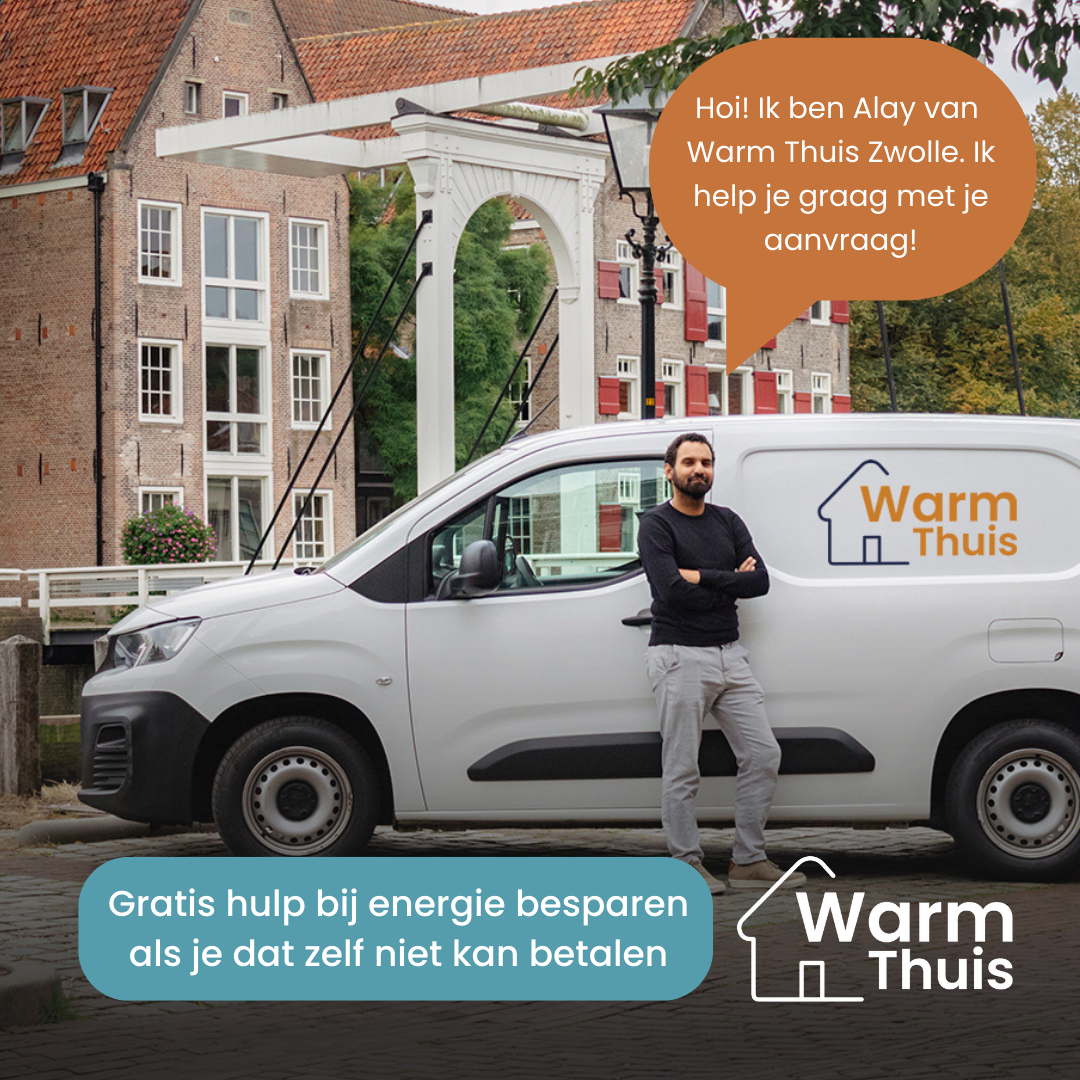 Hoi! Ik ben Alay van
Warm Thuis Zwolle. Ik
help je graag met je
aanvraag!
Warm
Thuis
Gratis hulp bij energie besparen
als je dat zelf niet kan betalen
Warm
Thuis